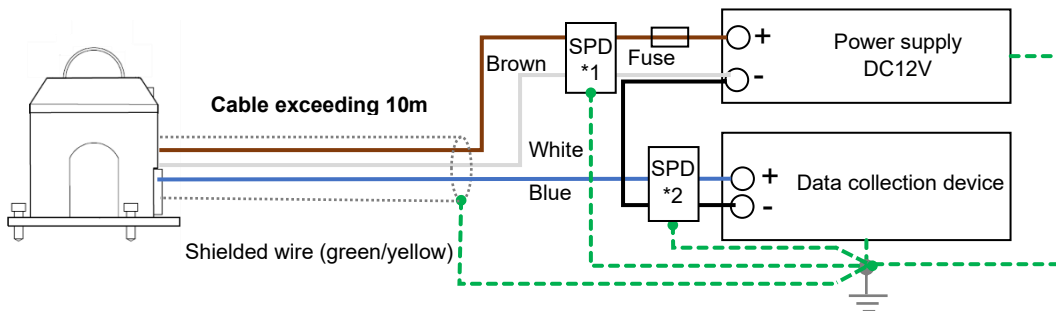 SPD
*1
+
Fuse
Brown
-
Power supply
DC12V
Cable exceeding 10m
White
SPD
*2
+
-
Blue
Data collection device
Shielded wire (green/yellow)